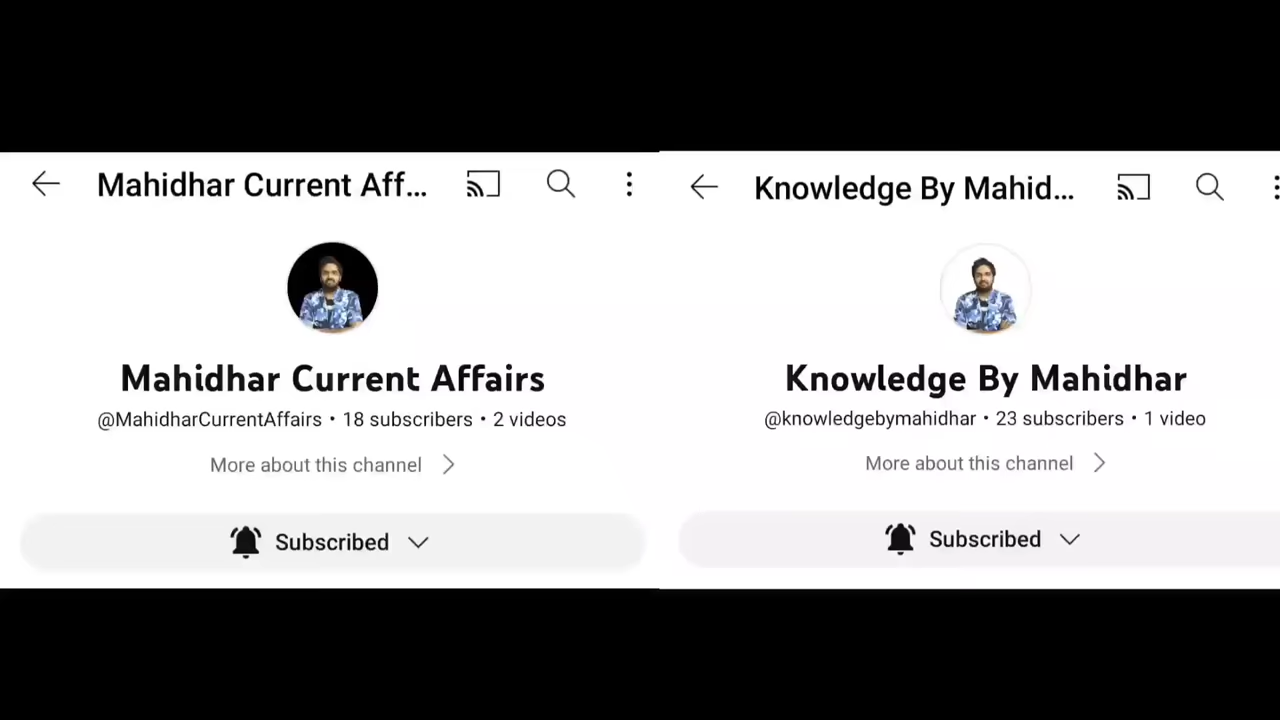 Mahidhar Current Aff...
Mahidhar Current Affairs
@MahidharCurrentAffairs • 18 subscribers • 2 videos
More about this channel
Subscribed
Knowledge By Mahid...
Knowledge By Mahidhar
@knowledgebymahidhar • 23 subscribers • 1 video
More about this channel
Subscribed